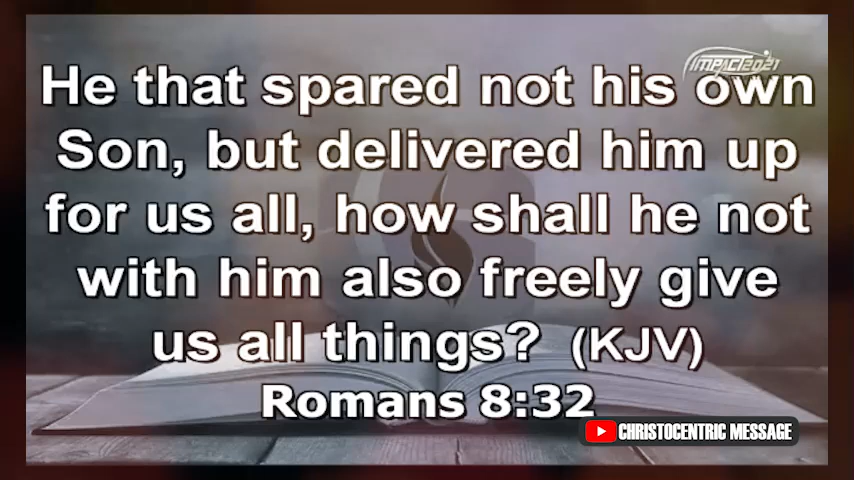 IMPACT2021
He that spared not his own
Son, but delivered him up
for us all, how shall he not
with him also freely give
us all things? (KJV)
Romans 8:32
CHRISTOCENTRIC MESSAGE